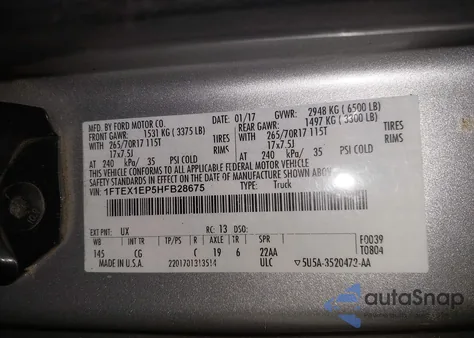 MFD. BY FORD MOTOR CO.
01/17 GVWR: 2948 KG ( 6500 LB)
FRONT GAWR: 1531 KG ( 3375 LB) REAR GAWR: 1497 KG ( 3300 LB)
WITH 265/70R17 115T TIRES WITH 265/70R17 115T TIRES
17x7.5J RIMS 17x7.5J RIMS
AT 240 kPa/ 35 PSI COLD AT 240 kPa/ 35 PSI COLD
THIS VEHICLE CONFORMS TO ALL APPLICABLE FEDERAL MOTOR VEHICLE
SAFETY STANDARDS IN EFFECT ON THE DATE OF MANUFACTURE SHOWN ABOVE.
VIN: 1FTEX1EP5HFB28675 TYPE: Truck
EXT PNT: UX RC: 13 DSO: F0039
WB INT TR TP/PS R AXLE TR SPR T0804
145 CG C 19 6 22AA
MADE IN U.S.A. 2201701313514 ULC 5U5A-3520472-AA
autoSnap
by AutoBidMaster